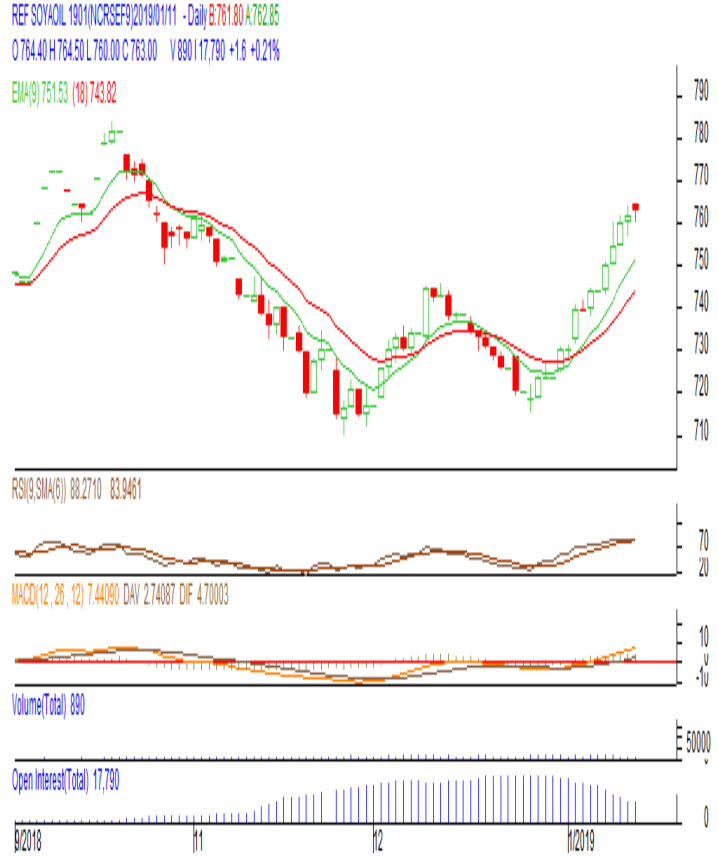 REF SOYAOIL 1901(NCRSEF9)2019/01/11 - Daily B:761.80 A:762.85
O 764.40 H 764.50 L 760.00 C 763.00 V 890 I 17,790 +1.6 +0.21%
EMA(9) 751.53 (18) 743.82
790
780
770
760
750
740
730
720
710
RSI(9,SMA(6)) 88.2710 83.9461
70
20
MACD(12 , 26 , 12) 7.44090 DAV 2.74087 DIF 4.70003
10
0
-10
Volume(Total) 890
50000
Open Interest(Total) 17,790
0
9/2018 11 12 1/2019